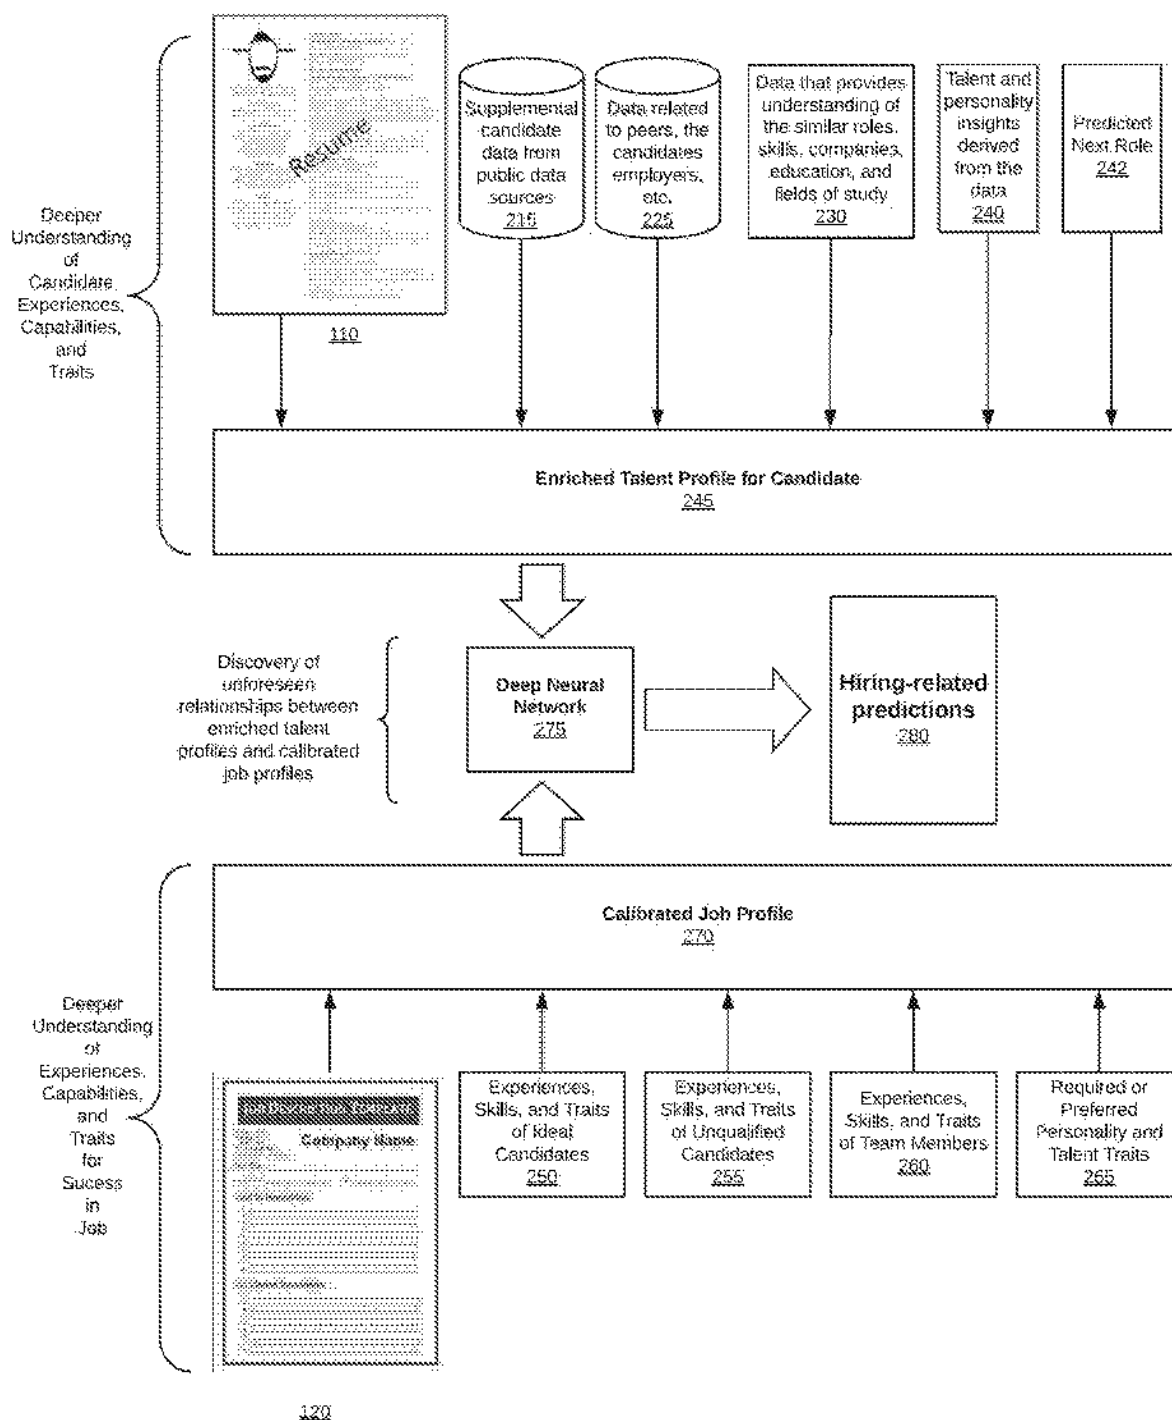 Resume
110
Supplemental
candidate
data from
public data
sources
215
Data related
to peers, the
candidates
employers,
etc.
225
Data that provides
understanding of
the similar roles,
skills, companies,
education, and
fields of study
230
Talent and
personality
insights
derived from
the data
240
Predicted
Next Role
242
Deeper
Understanding
of
Candidate
Experiences,
Capabilities,
and
Traits
Enriched Talent Profile for Candidate
245
Discovery of
unforeseen
relationships between
enriched talent
profiles and calibrated
job profiles
Deep Neural
Network
275
Hiring-related
predictions
280
Calibrated Job Profile
270
Deeper
Understanding
of
Experiences,
Capabilities,
and
Traits
for
Sucess
in
Job
JOB DESCRIPTION TEMPLATE
Company Name
120
Experiences,
Skills, and Traits
of Ideal
Candidates
250
Experiences,
Skills, and Traits
of Unqualified
Candidates
255
Experiences,
Skills, and Traits
of Team Members
260
Required or
Preferred
Personality and
Talent Traits
265